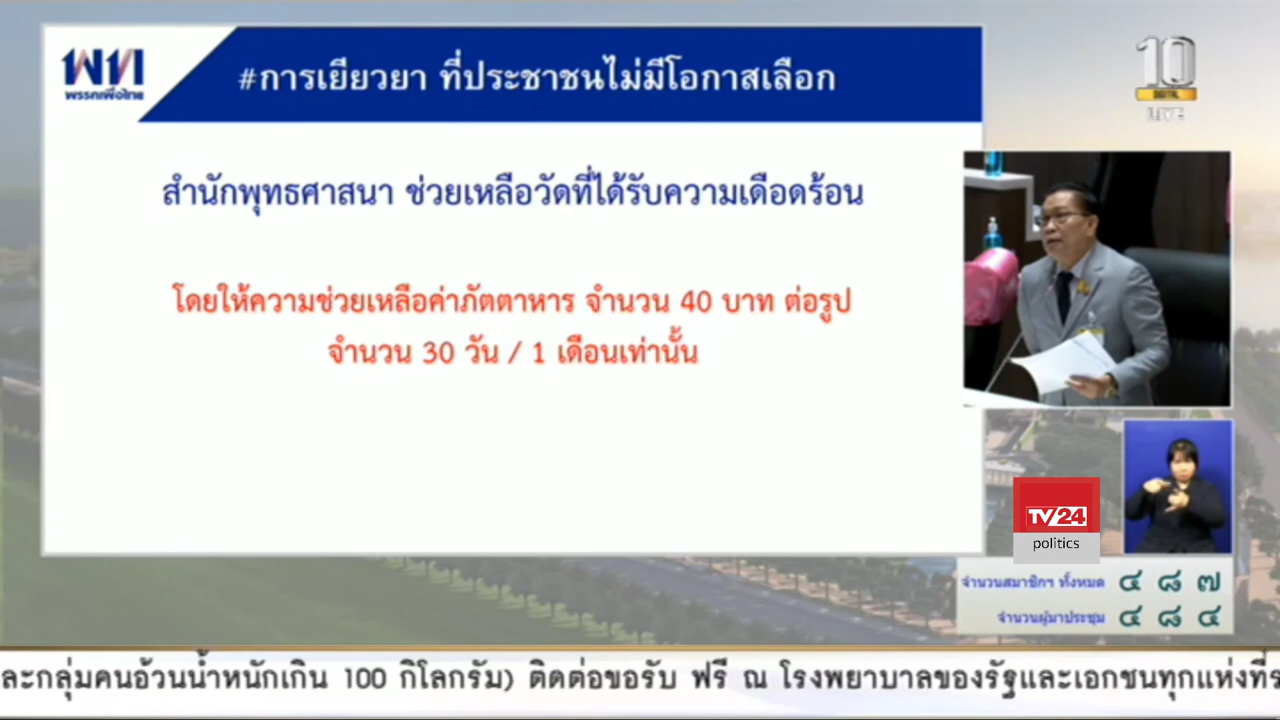 พท
พรรคเพื่อไทย
#การเยียวยา ที่ประชาชนไม่มีโอกาสเลือก
สำนักพุทธศาสนา ช่วยเหลือวัดที่ได้รับความเดือดร้อน
โดยให้ความช่วยเหลือค่าภัตตาหาร จำนวน 40 บาท ต่อรูป
จำนวน 30 วัน / 1 เดือนเท่านั้น
10
DIGITAL
LIVE
TV/24
politics
จำนวนสมาชิกฯ ทั้งหมด ๔ ๘ ๗
จำนวนผู้มาประชุม ๔ ๘ ๔
ละกลุ่มคนอ้วนน้ำหนักเกิน 100 กิโลกรัม) ติดต่อขอรับ ฟรี ณ โรงพยาบาลของรัฐและเอกชนทุกแห่งที่ร